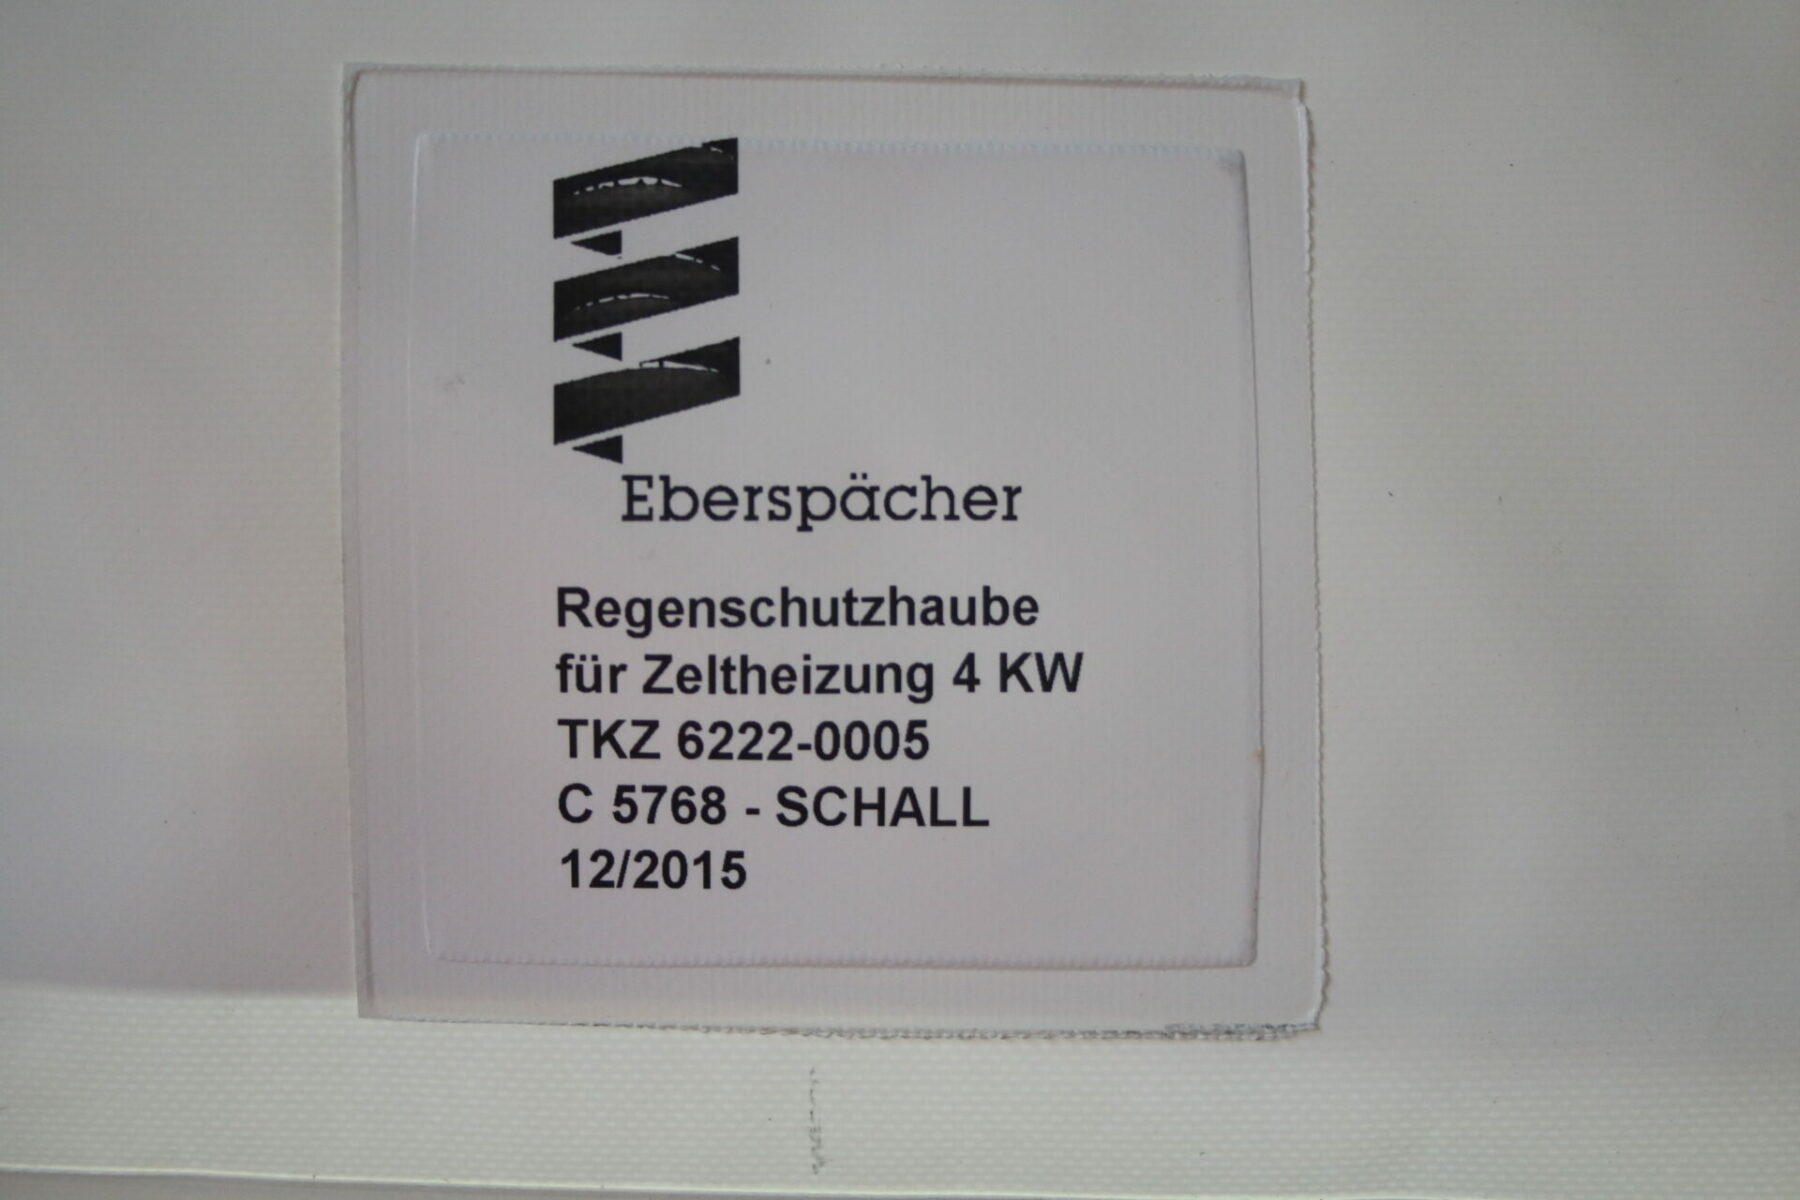 Eberspächer
Regenschutzhaube
für Zeltheizung 4 KW
TKZ 6222-0005
C 5768 - SCHALL
12/2015